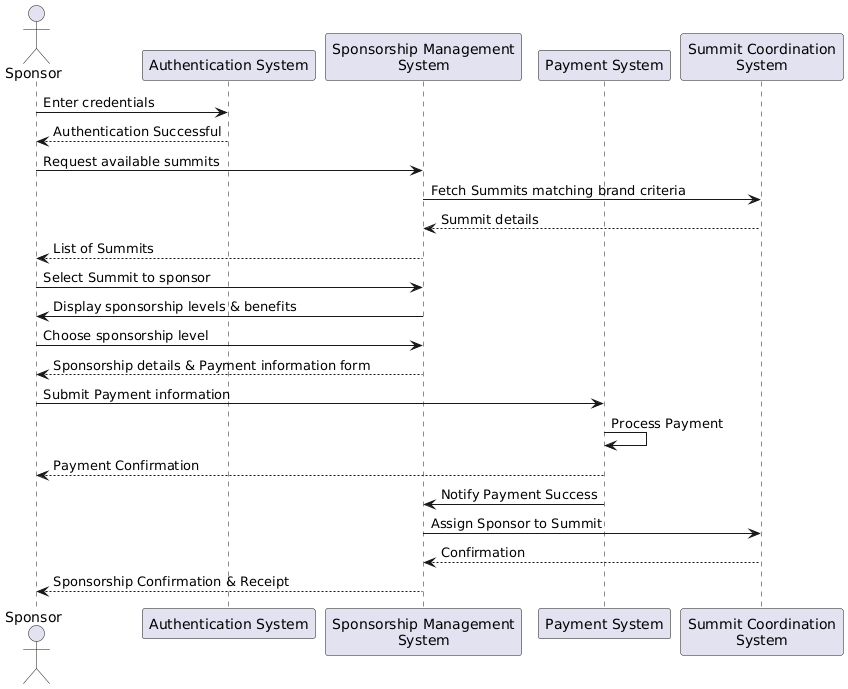 Sponsor
Authentication System
Sponsorship Management
System
Payment System
Summit Coordination
System
Enter credentials
Authentication Successful
Request available summits
Fetch Summits matching brand criteria
Summit details
List of Summits
Select Summit to sponsor
Display sponsorship levels & benefits
Choose sponsorship level
Sponsorship details & Payment information form
Submit Payment information
Process Payment
Payment Confirmation
Notify Payment Success
Assign Sponsor to Summit
Confirmation
Sponsorship Confirmation & Receipt
Sponsor
Authentication System
Sponsorship Management
System
Payment System
Summit Coordination
System